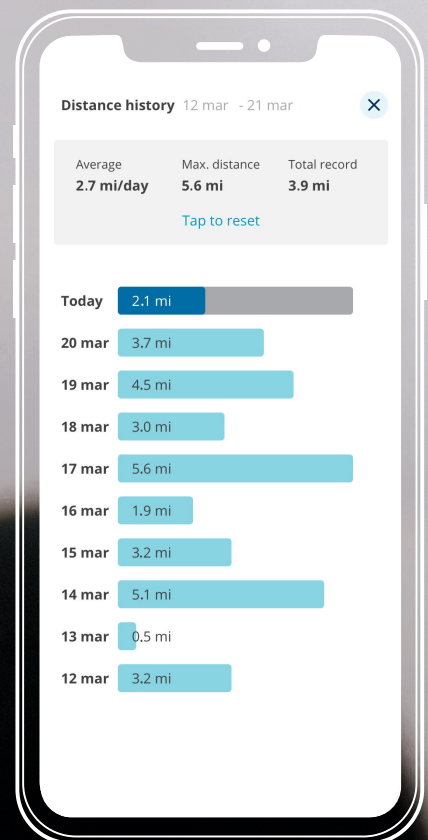 Distance history 12 mar - 21 mar
Average Max. distance Total record
2.7 mi/day 5.6 mi 3.9 mi
Tap to reset
Today 2.1 mi
20 mar 3.7 mi
19 mar 4.5 mi
18 mar 3.0 mi
17 mar 5.6 mi
16 mar 1.9 mi
15 mar 3.2 mi
14 mar 5.1 mi
13 mar 0.5 mi
12 mar 3.2 mi